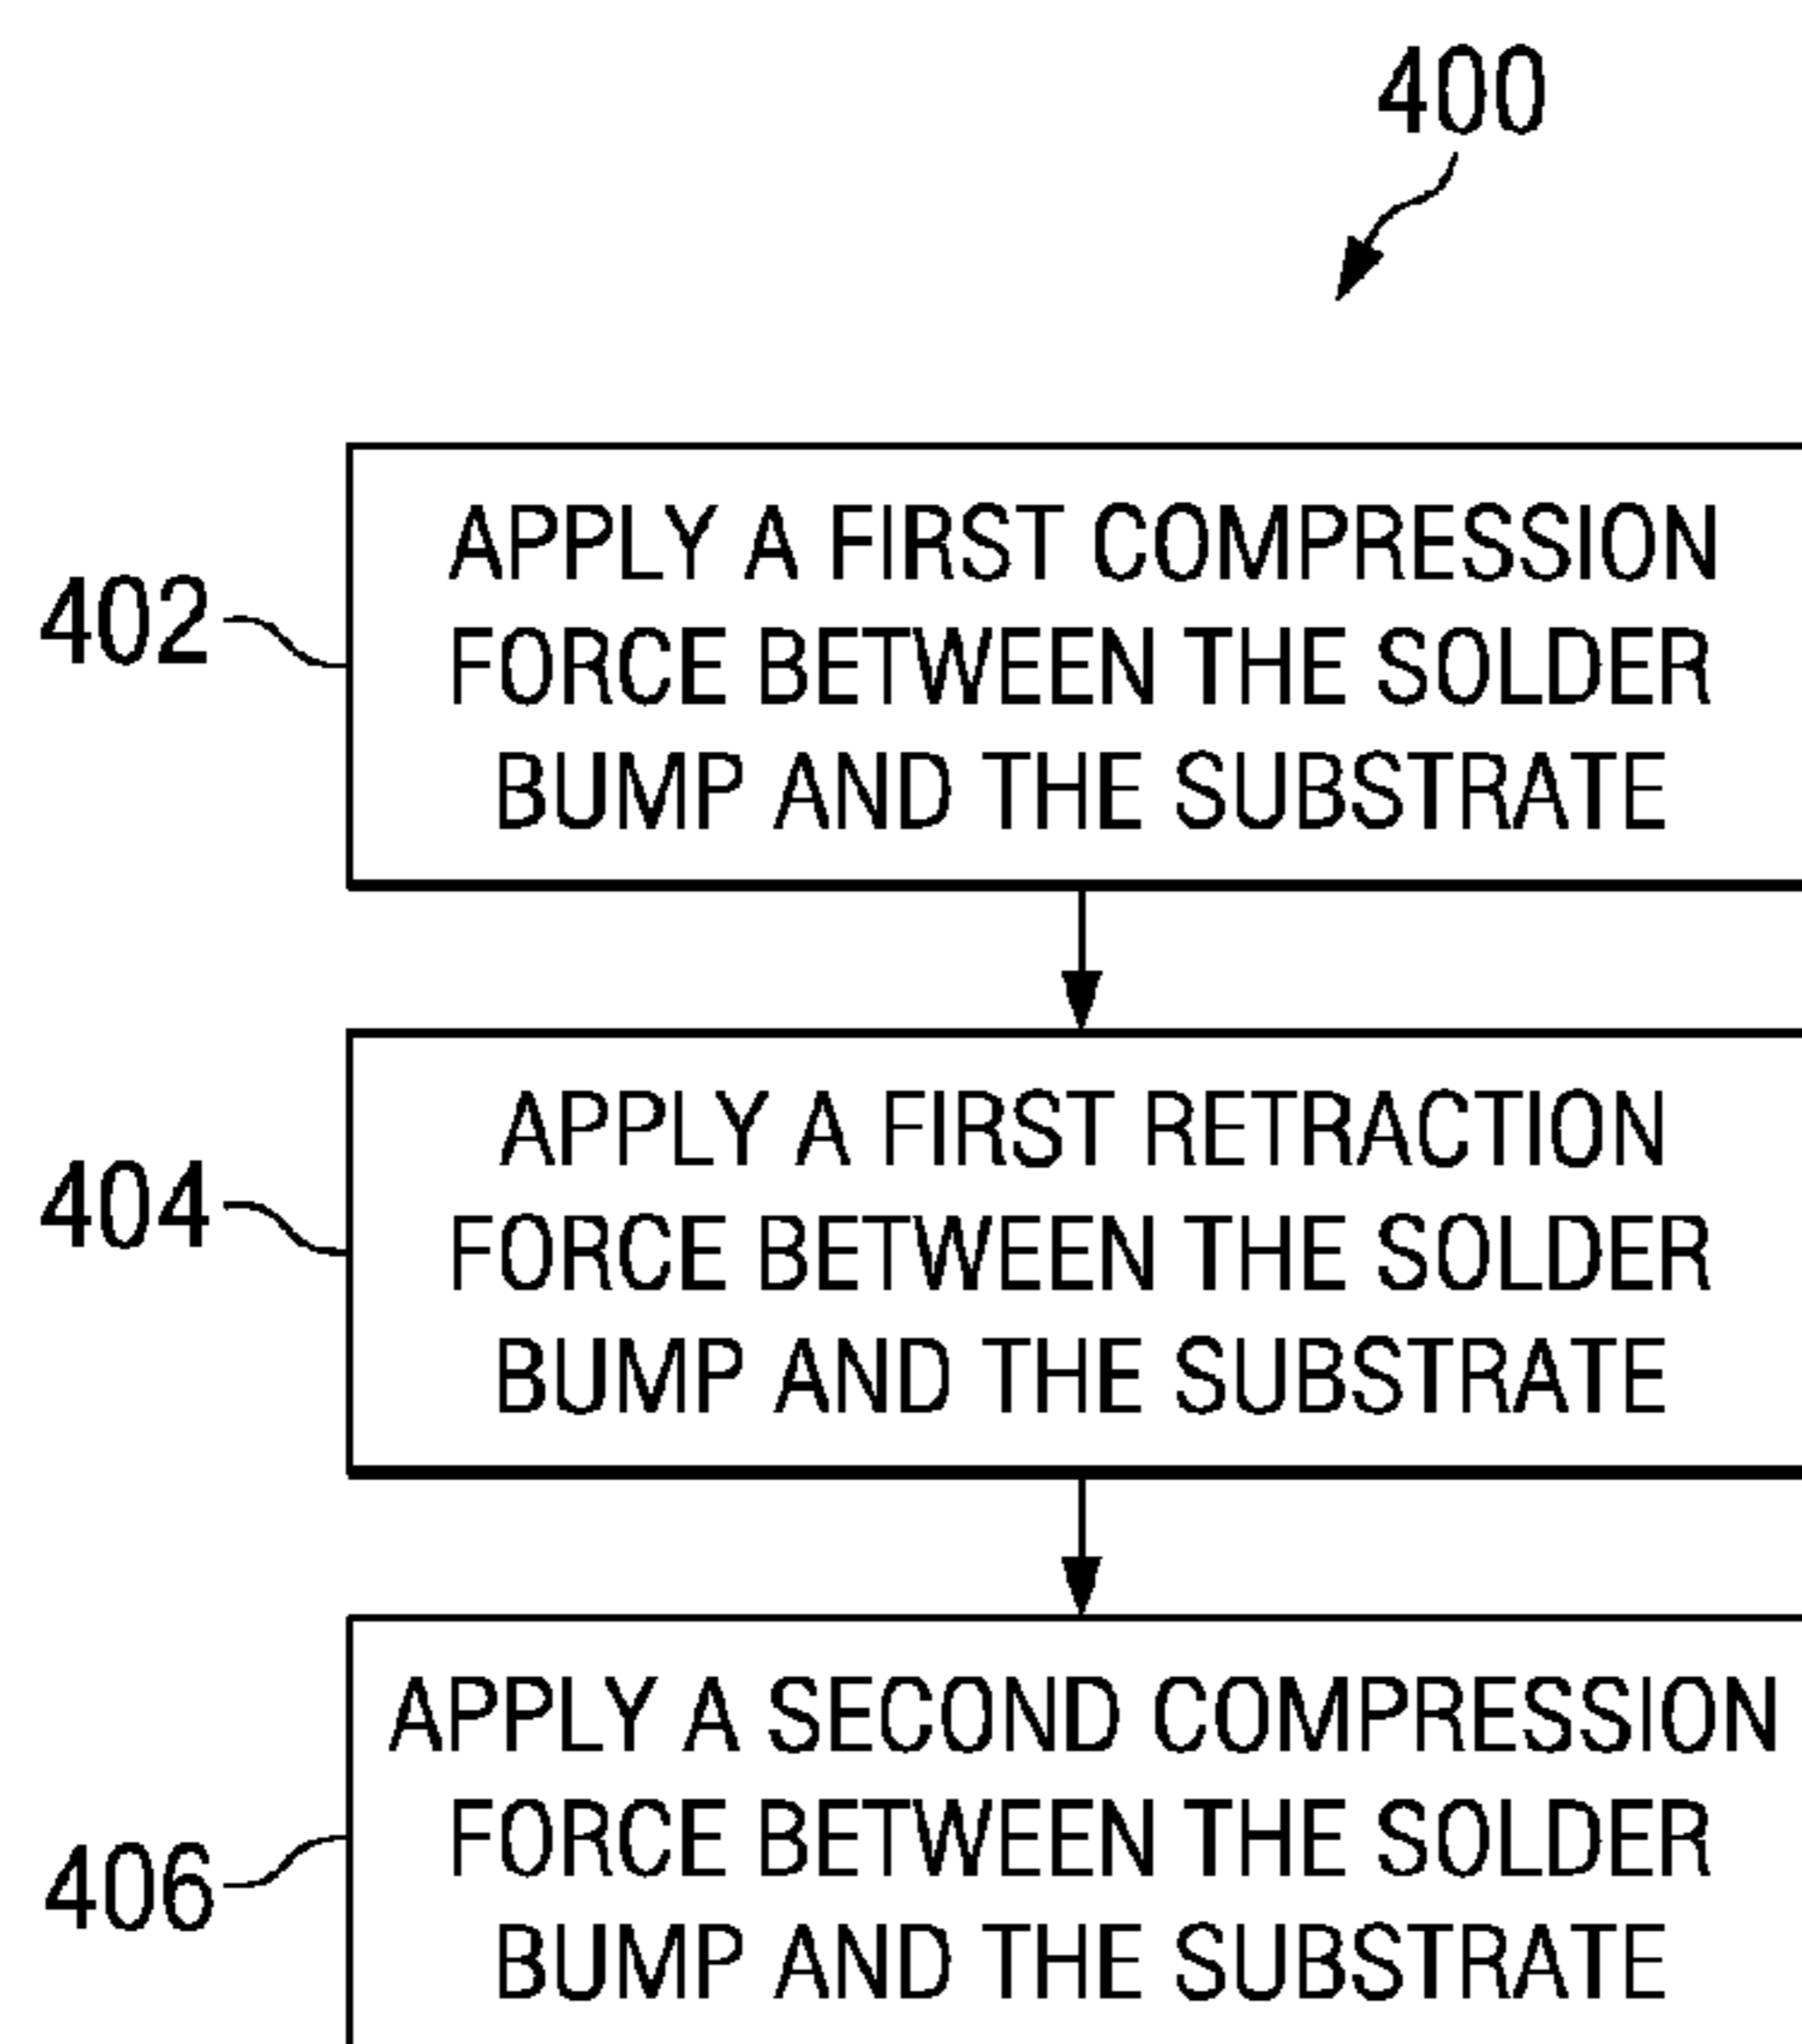 400
402
APPLY A FIRST COMPRESSION
FORCE BETWEEN THE SOLDER
BUMP AND THE SUBSTRATE
404
APPLY A FIRST RETRACTION
FORCE BETWEEN THE SOLDER
BUMP AND THE SUBSTRATE
406
APPLY A SECOND COMPRESSION
FORCE BETWEEN THE SOLDER
BUMP AND THE SUBSTRATE